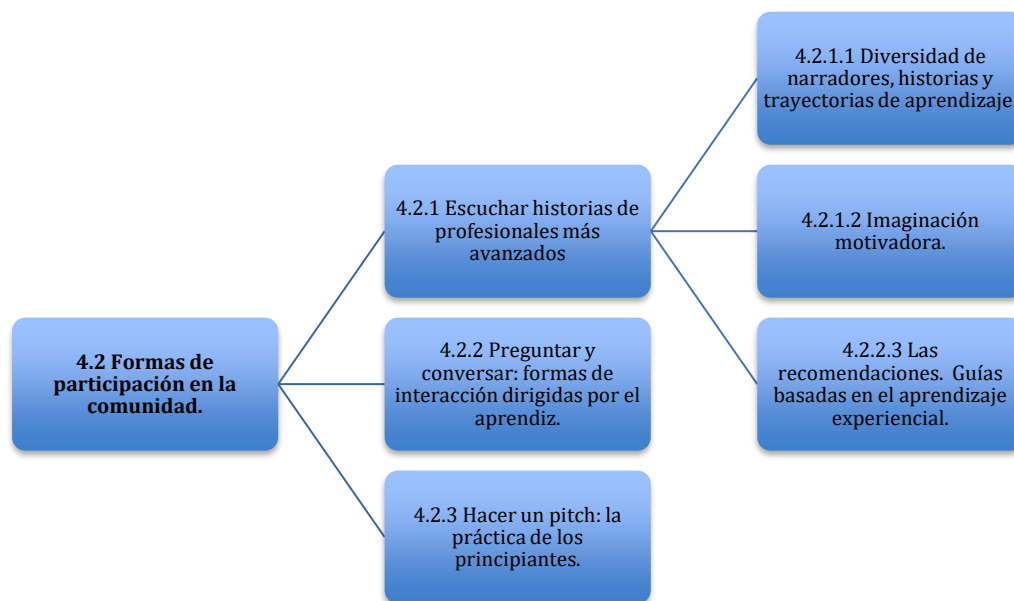 4.2 Formas de
participación en la
comunidad.
4.2.1 Escuchar historias de
profesionales más
avanzados
4.2.1.1 Diversidad de
narradores, historias y
trayectorias de aprendizaje.
4.2.1.2 Imaginación
motivadora.
4.2.2.3 Las
recomendaciones. Guías
basadas en el aprendizaje
experiencial.
4.2.2 Preguntar y
conversar: formas de
interacción dirigidas por el
aprendiz.
4.2.3 Hacer un pitch: la
práctica de los
principiantes.